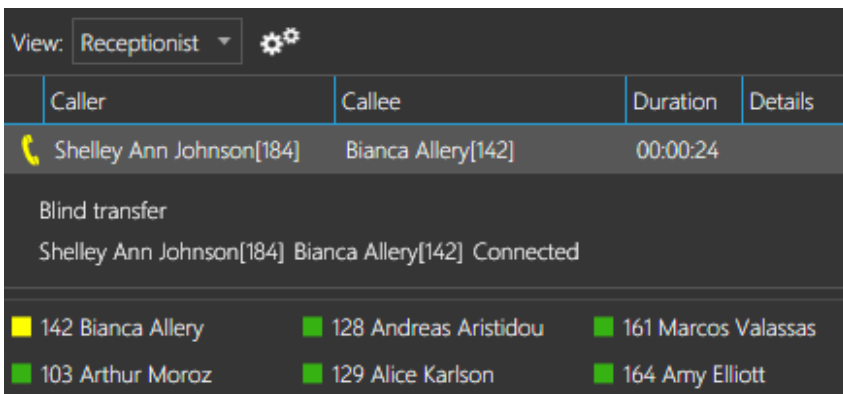 View: Receptionist
Caller Callee Duration Details
Shelley Ann Johnson[184] Bianca Allery[142] 00:00:24
Blind transfer
Shelley Ann Johnson[184] Bianca Allery[142] Connected
142 Bianca Allery 128 Andreas Aristidou 161 Marcos Valassas
103 Arthur Moroz 129 Alice Karlson 164 Amy Elliott